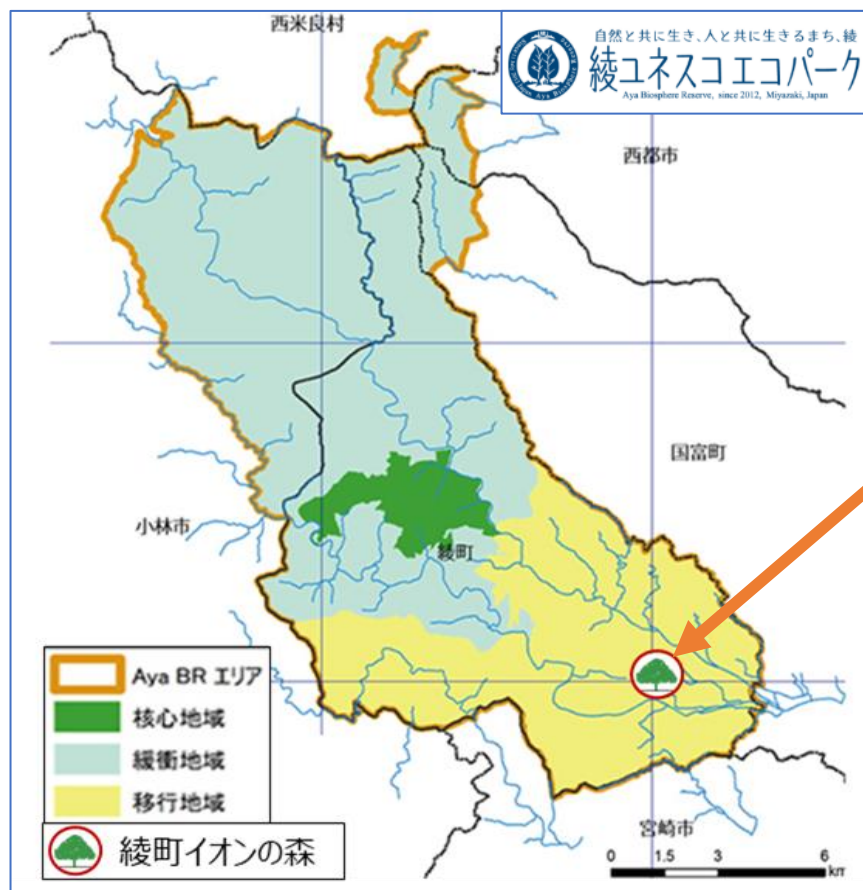 西米良村
自然と共に生き、人と共に生きるまち、綾
綾ユネスコエコパーク
Aya Biosphere Reserve, since 2012, Miyazaki, Japan
西都市
国富町
小林市
綾町
Aya BR エリア
核心地域
緩衝地域
移行地域
綾町イオンの森
宮崎市
0 1.5 3 6
km